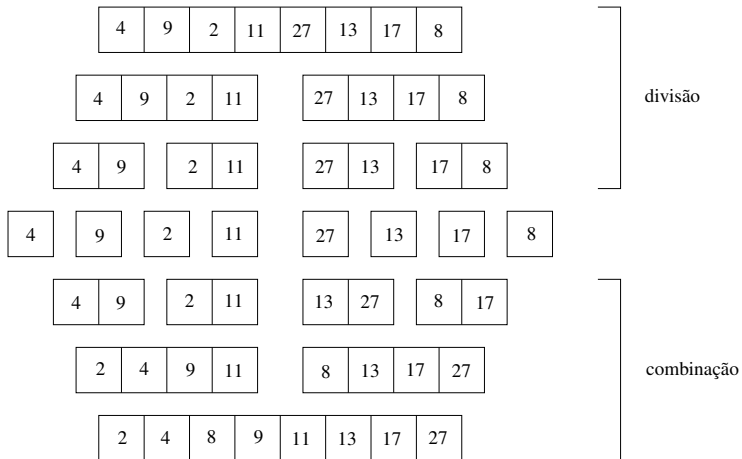 4 9 2 11 27 13 17 8
4 9 2 11 27 13 17 8
divisão
4 9 2 11 27 13 17 8
4 9 2 11 27 13 17 8
4 9 2 11 13 27 8 17
2 4 9 11 8 13 17 27
combinação
2 4 8 9 11 13 17 27